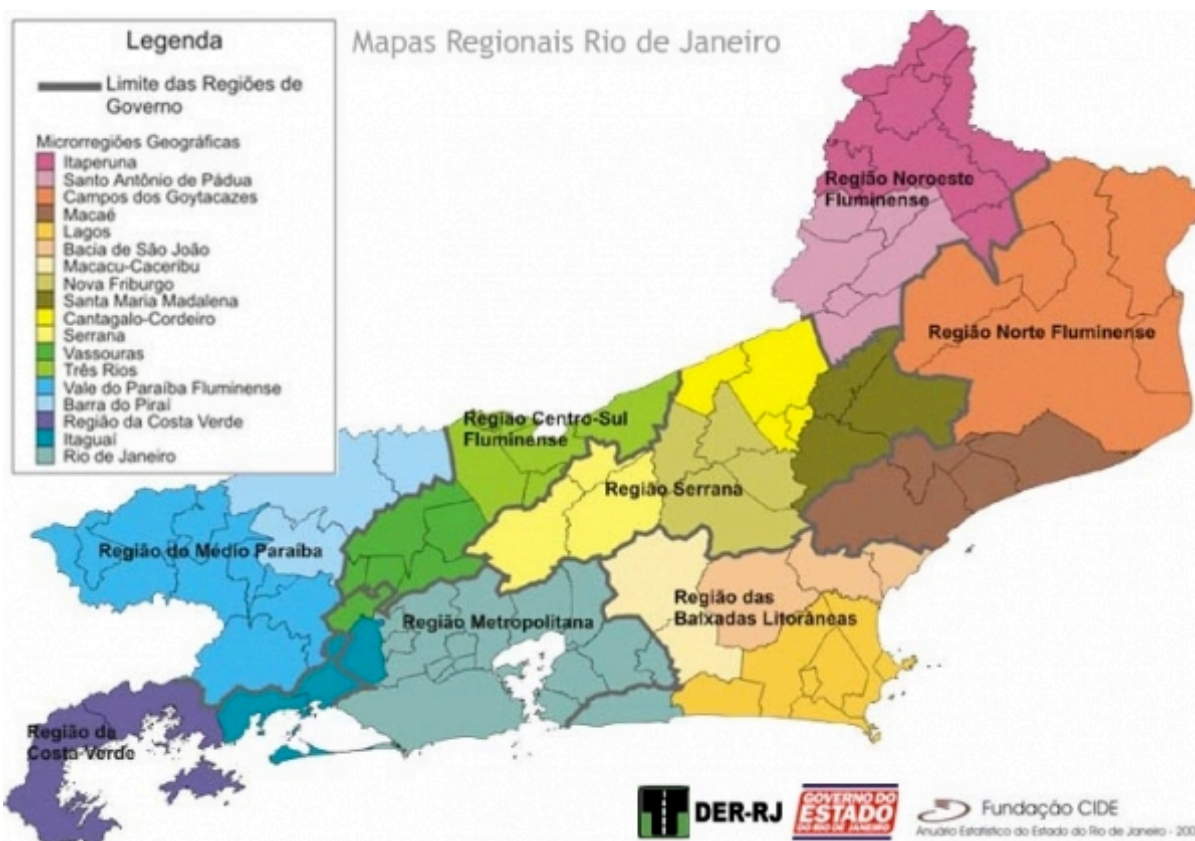 Legenda
Mapas Regionais Rio de Janeiro
Limite das Regiões de
Governo
Microrregiões Geográficas
Itaperuna
Santo Antônio de Pádua
Campos dos Goytacazes
Macaé
Lagos
Bacia de São João
Macacu-Caceribu
Nova Friburgo
Santa Maria Madalena
Cantagalo-Cordeiro
Serrana
Vassouras
Três Rios
Vale do Paraíba Fluminense
Barra do Piraí
Região da Costa Verde
Itaguaí
Rio de Janeiro
Região Noroeste
Fluminense
Região Norte Fluminense
Região Centro-Sul
Fluminense
Região Serrana
Região do Médio Paraíba
Região das
Baixadas Litorâneas
Região Metropolitana
Região da
Costa Verde
DER-RJ
GOVERNO DO
ESTADO
DO RIO DE JANEIRO
Fundação CIDE
Anuário Estatístico do Estado do Rio de Janeiro - 200